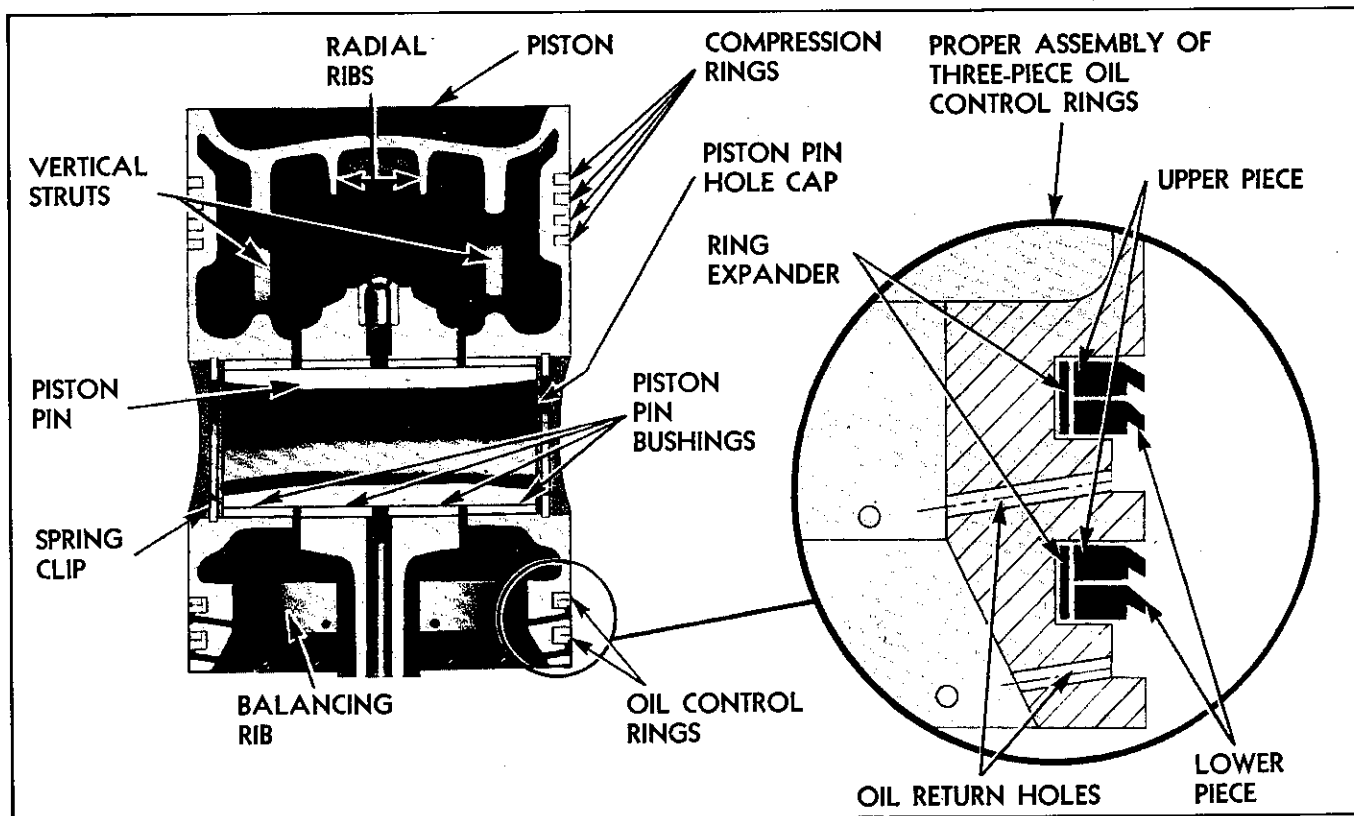 RADIAL
RIBS
PISTON
COMPRESSION
RINGS
PROPER ASSEMBLY OF
THREE-PIECE OIL
CONTROL RINGS
VERTICAL
STRUTS
PISTON PIN
HOLE CAP
UPPER PIECE
RING
EXPANDER
PISTON
PIN
PISTON
PIN
BUSHINGS
SPRING
CLIP
BALANCING
RIB
OIL CONTROL
RINGS
OIL RETURN HOLES
LOWER
PIECE